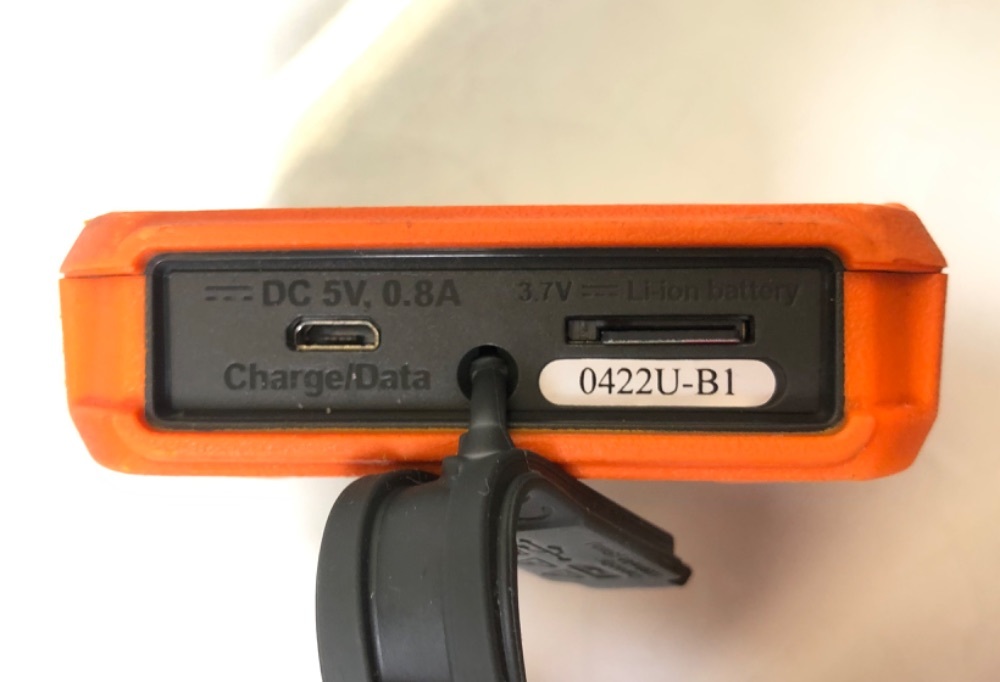 ⎓ DC 5V, 0.8A
3.7V ⎓ Li-ion battery
Charge/Data
0422U-B1